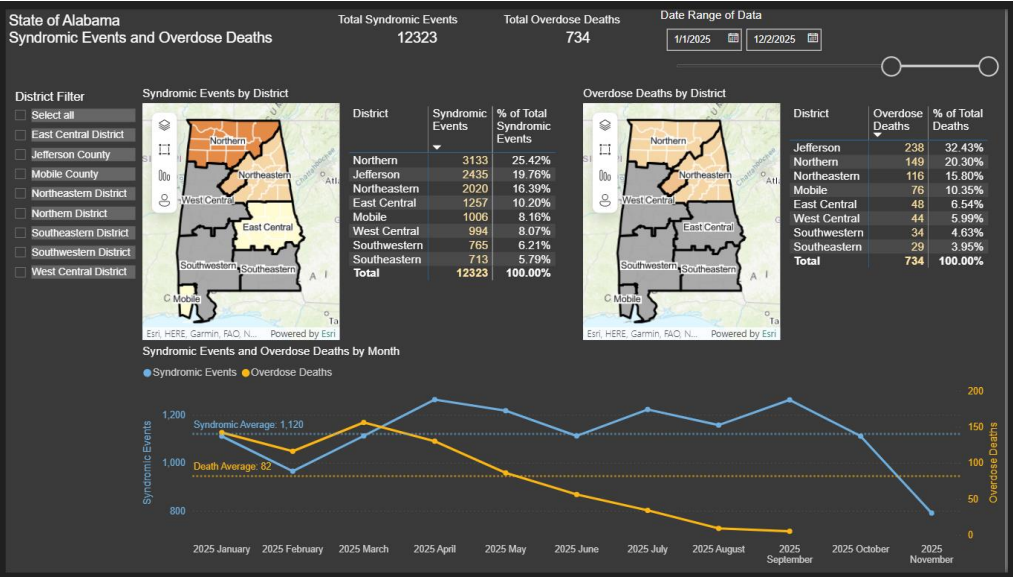 State of Alabama
Syndromic Events and Overdose Deaths
Total Syndromic Events
12323
Total Overdose Deaths
734
Date Range of Data
1/1/2025
12/2/2025
District Filter
Select all
East Central District
Jefferson County
Mobile County
Northeastern District
Northern District
Southeastern District
Southwestern District
West Central District
Syndromic Events by District
Northern
Northeastern
West Central
East Central
Southwestern
Southeastern
Mobile
Esri, HERE, Garmin, FAO, N... Powered by Esri
District Syndromic Events % of Total Syndromic Events
Northern 3133 25.42%
Jefferson 2435 19.76%
Northeastern 2020 16.39%
East Central 1257 10.20%
Mobile 1006 8.16%
West Central 994 8.07%
Southwestern 765 6.21%
Southeastern 713 5.79%
Total 12323 100.00%
Overdose Deaths by District
Northern
Northeastern
West Central
East Central
Southwestern
Southeastern
Mobile
Esri, HERE, Garmin, FAO, N... Powered by Esri
District Overdose Deaths % of Total Deaths
Jefferson 238 32.43%
Northern 149 20.30%
Northeastern 116 15.80%
Mobile 76 10.35%
East Central 48 6.54%
West Central 44 5.99%
Southwestern 34 4.63%
Southeastern 29 3.95%
Total 734 100.00%
Syndromic Events and Overdose Deaths by Month
Syndromic Events Overdose Deaths
Syndromic Events
1,200
1,000
800
Syndromic Average: 1,120
Death Average: 82
200
150
100
50
0
Overdose Deaths
2025 January 2025 February 2025 March 2025 April 2025 May 2025 June 2025 July 2025 August 2025 September 2025 October 2025 November